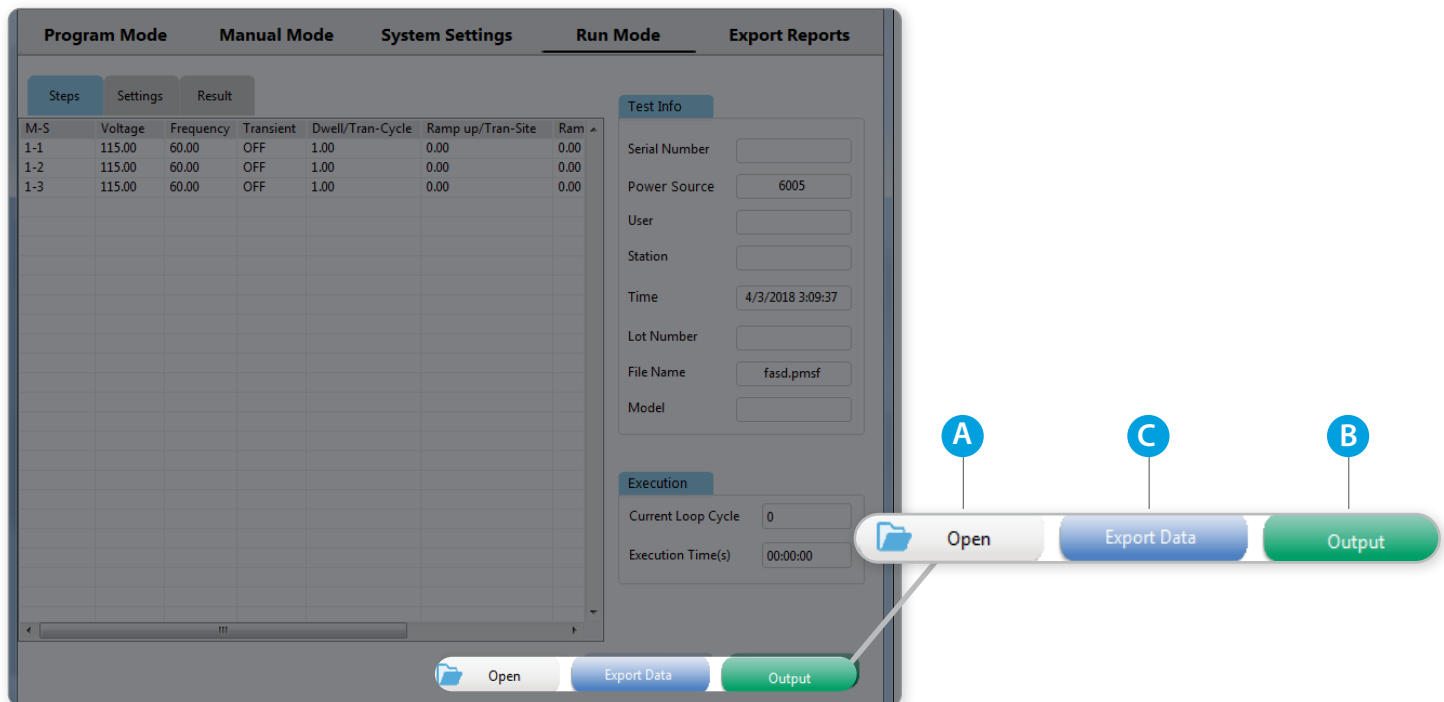 Program Mode Manual Mode System Settings Run Mode Export Reports
Steps Settings Result
M-S Voltage Frequency Transient Dwell/Tran-Cycle Ramp up/Tran-Site Ram
1-1 115.00 60.00 OFF 1.00 0.00 0.00
1-2 115.00 60.00 OFF 1.00 0.00 0.00
1-3 115.00 60.00 OFF 1.00 0.00 0.00
Test Info
Serial Number
Power Source 6005
User
Station
Time 4/3/2018 3:09:37
Lot Number
File Name fasd.pmsf
Model
Execution
Current Loop Cycle 0
Execution Time(s) 00:00:00
Open Export Data Output
A C B
Open Export Data Output